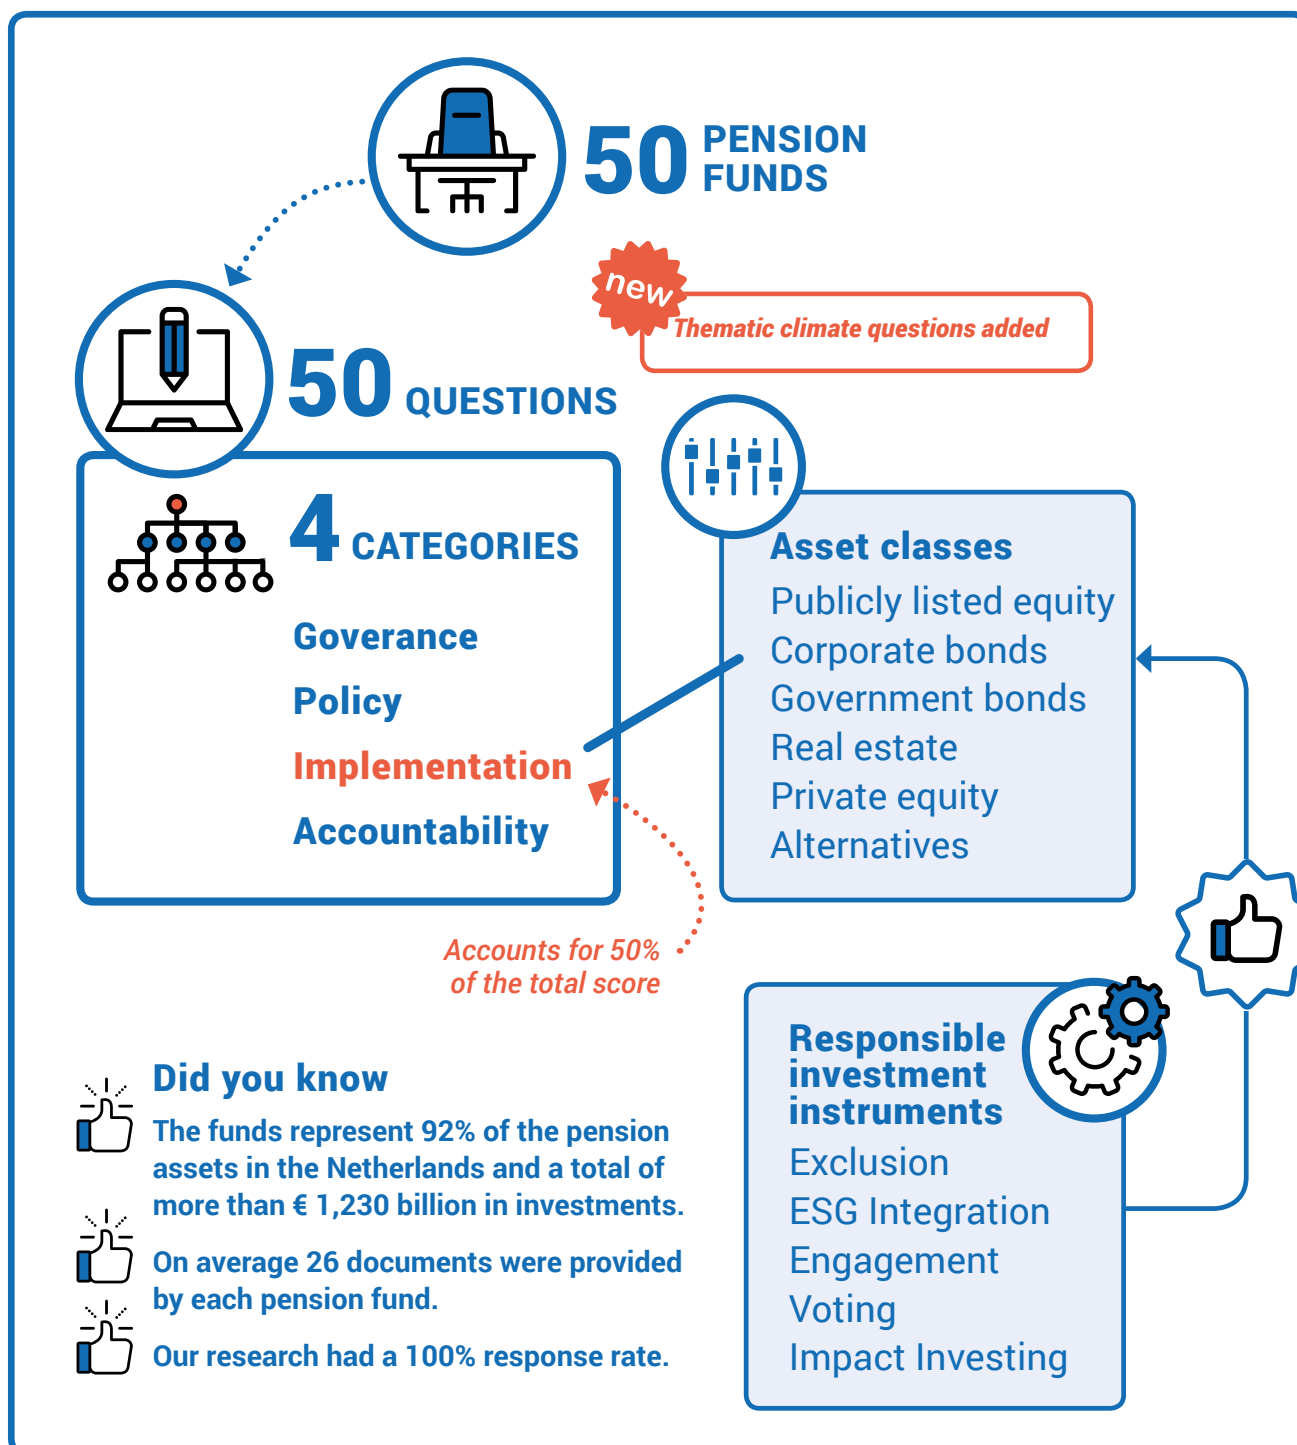 50 PENSION
FUNDS
new
Thematic climate questions added
50 QUESTIONS
4 CATEGORIES
Goverance
Policy
Implementation
Accountability
Accounts for 50%
of the total score
Asset classes
Publicly listed equity
Corporate bonds
Government bonds
Real estate
Private equity
Alternatives
Responsible
investment
instruments
Exclusion
ESG Integration
Engagement
Voting
Impact Investing
Did you know
The funds represent 92% of the pension
assets in the Netherlands and a total of
more than € 1,230 billion in investments.
On average 26 documents were provided
by each pension fund.
Our research had a 100% response rate.